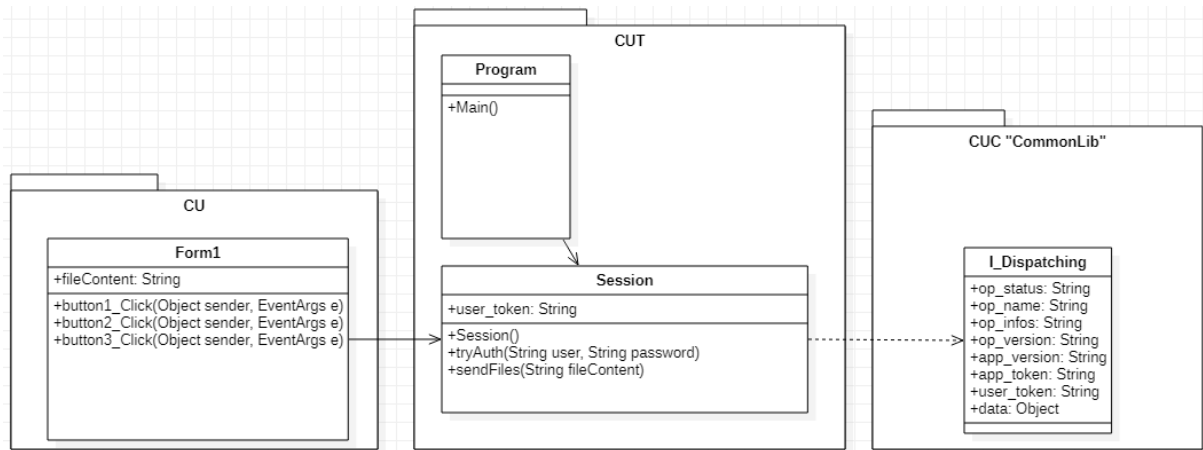 CU
Form1
+fileContent: String
+button1_Click(Object sender, EventArgs e)
+button2_Click(Object sender, EventArgs e)
+button3_Click(Object sender, EventArgs e)
CUT
Program
+Main()
Session
+user_token: String
+Session()
+tryAuth(String user, String password)
+sendFiles(String fileContent)
CUC "CommonLib"
I_Dispatching
+op_status: String
+op_name: String
+op_infos: String
+op_version: String
+app_version: String
+app_token: String
+user_token: String
+data: Object